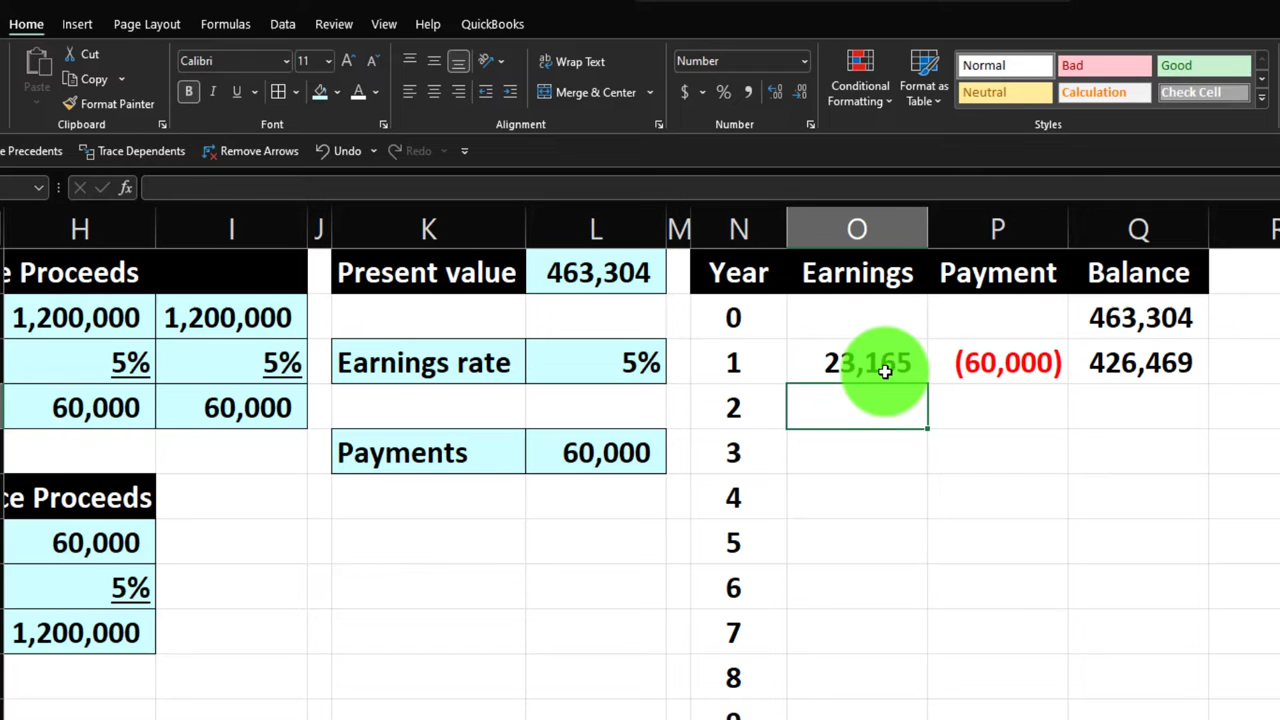 Home Insert Page Layout Formulas Data Review View Help QuickBooks
Cut
Copy
Format Painter
Paste
Clipboard
Calibri 11 A A
B I U A
Font
ab Wrap Text
Merge & Center
Alignment
Number
$ % ,
Number
Conditional Formatting
Format as Table
Normal Bad Good
Neutral Calculation Check Cell
Styles
e Precedents Trace Dependents Remove Arrows Undo Redo
fx
H I J K L M N O P Q
e Proceeds Present value 463,304 Year Earnings Payment Balance
1,200,000 1,200,000 0 463,304
5% 5% Earnings rate 5% 1 23,165 (60,000) 426,469
60,000 60,000 2
Payments 60,000 3
ce Proceeds 4
60,000 5
5% 6
1,200,000 7
8